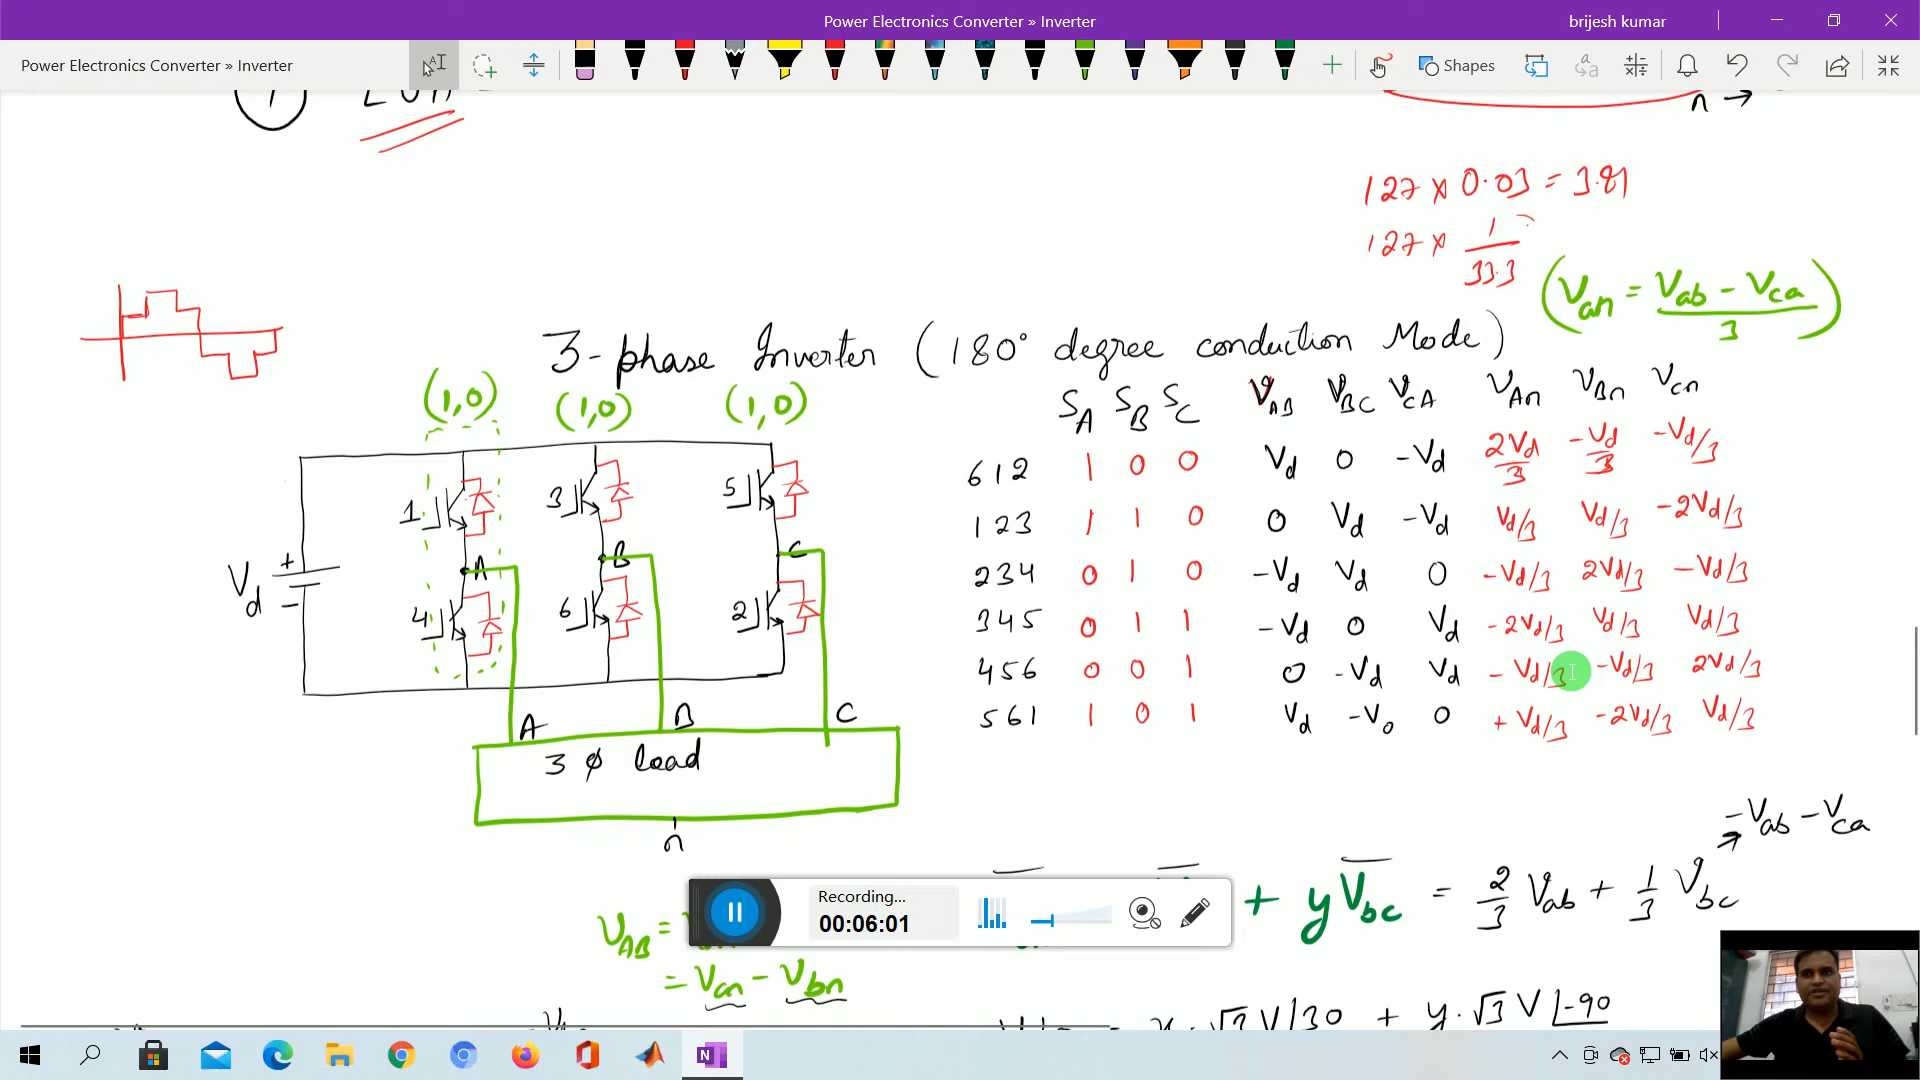 Power Electronics Converter » Inverter
brijesh kumar
Power Electronics Converter » Inverter
Shapes
1
n →
127 × 0.03 = 3.81
127 × 1/33.3
(Van = (Vab - Vca)/3)
3-phase Inverter (180° degree conduction Mode)
(1,0) (1,0) (1,0)
SA SB SC VAB VBC VCA VAn VBn VCn
612 1 0 0 Vd 0 -Vd 2Vd/3 -Vd/3 -Vd/3
123 1 1 0 0 Vd -Vd Vd/3 Vd/3 -2Vd/3
234 0 1 0 -Vd Vd 0 -Vd/3 2Vd/3 -Vd/3
345 0 1 1 -Vd 0 Vd -2Vd/3 Vd/3 Vd/3
456 0 0 1 0 -Vd Vd -Vd/3 -Vd/3 2Vd/3
561 1 0 1 Vd -V0 0 +Vd/3 -2Vd/3 Vd/3
1 3 5
A B C
Vd + -
4 6 2
A B C
3 φ load
n
-Vab - Vca
+ yVbc = 2/3 Vab + 1/3 Vbc
Recording...
00:06:01
VAB =
= Van - Vbn
√3 V/30 + y · √3 V∠-90